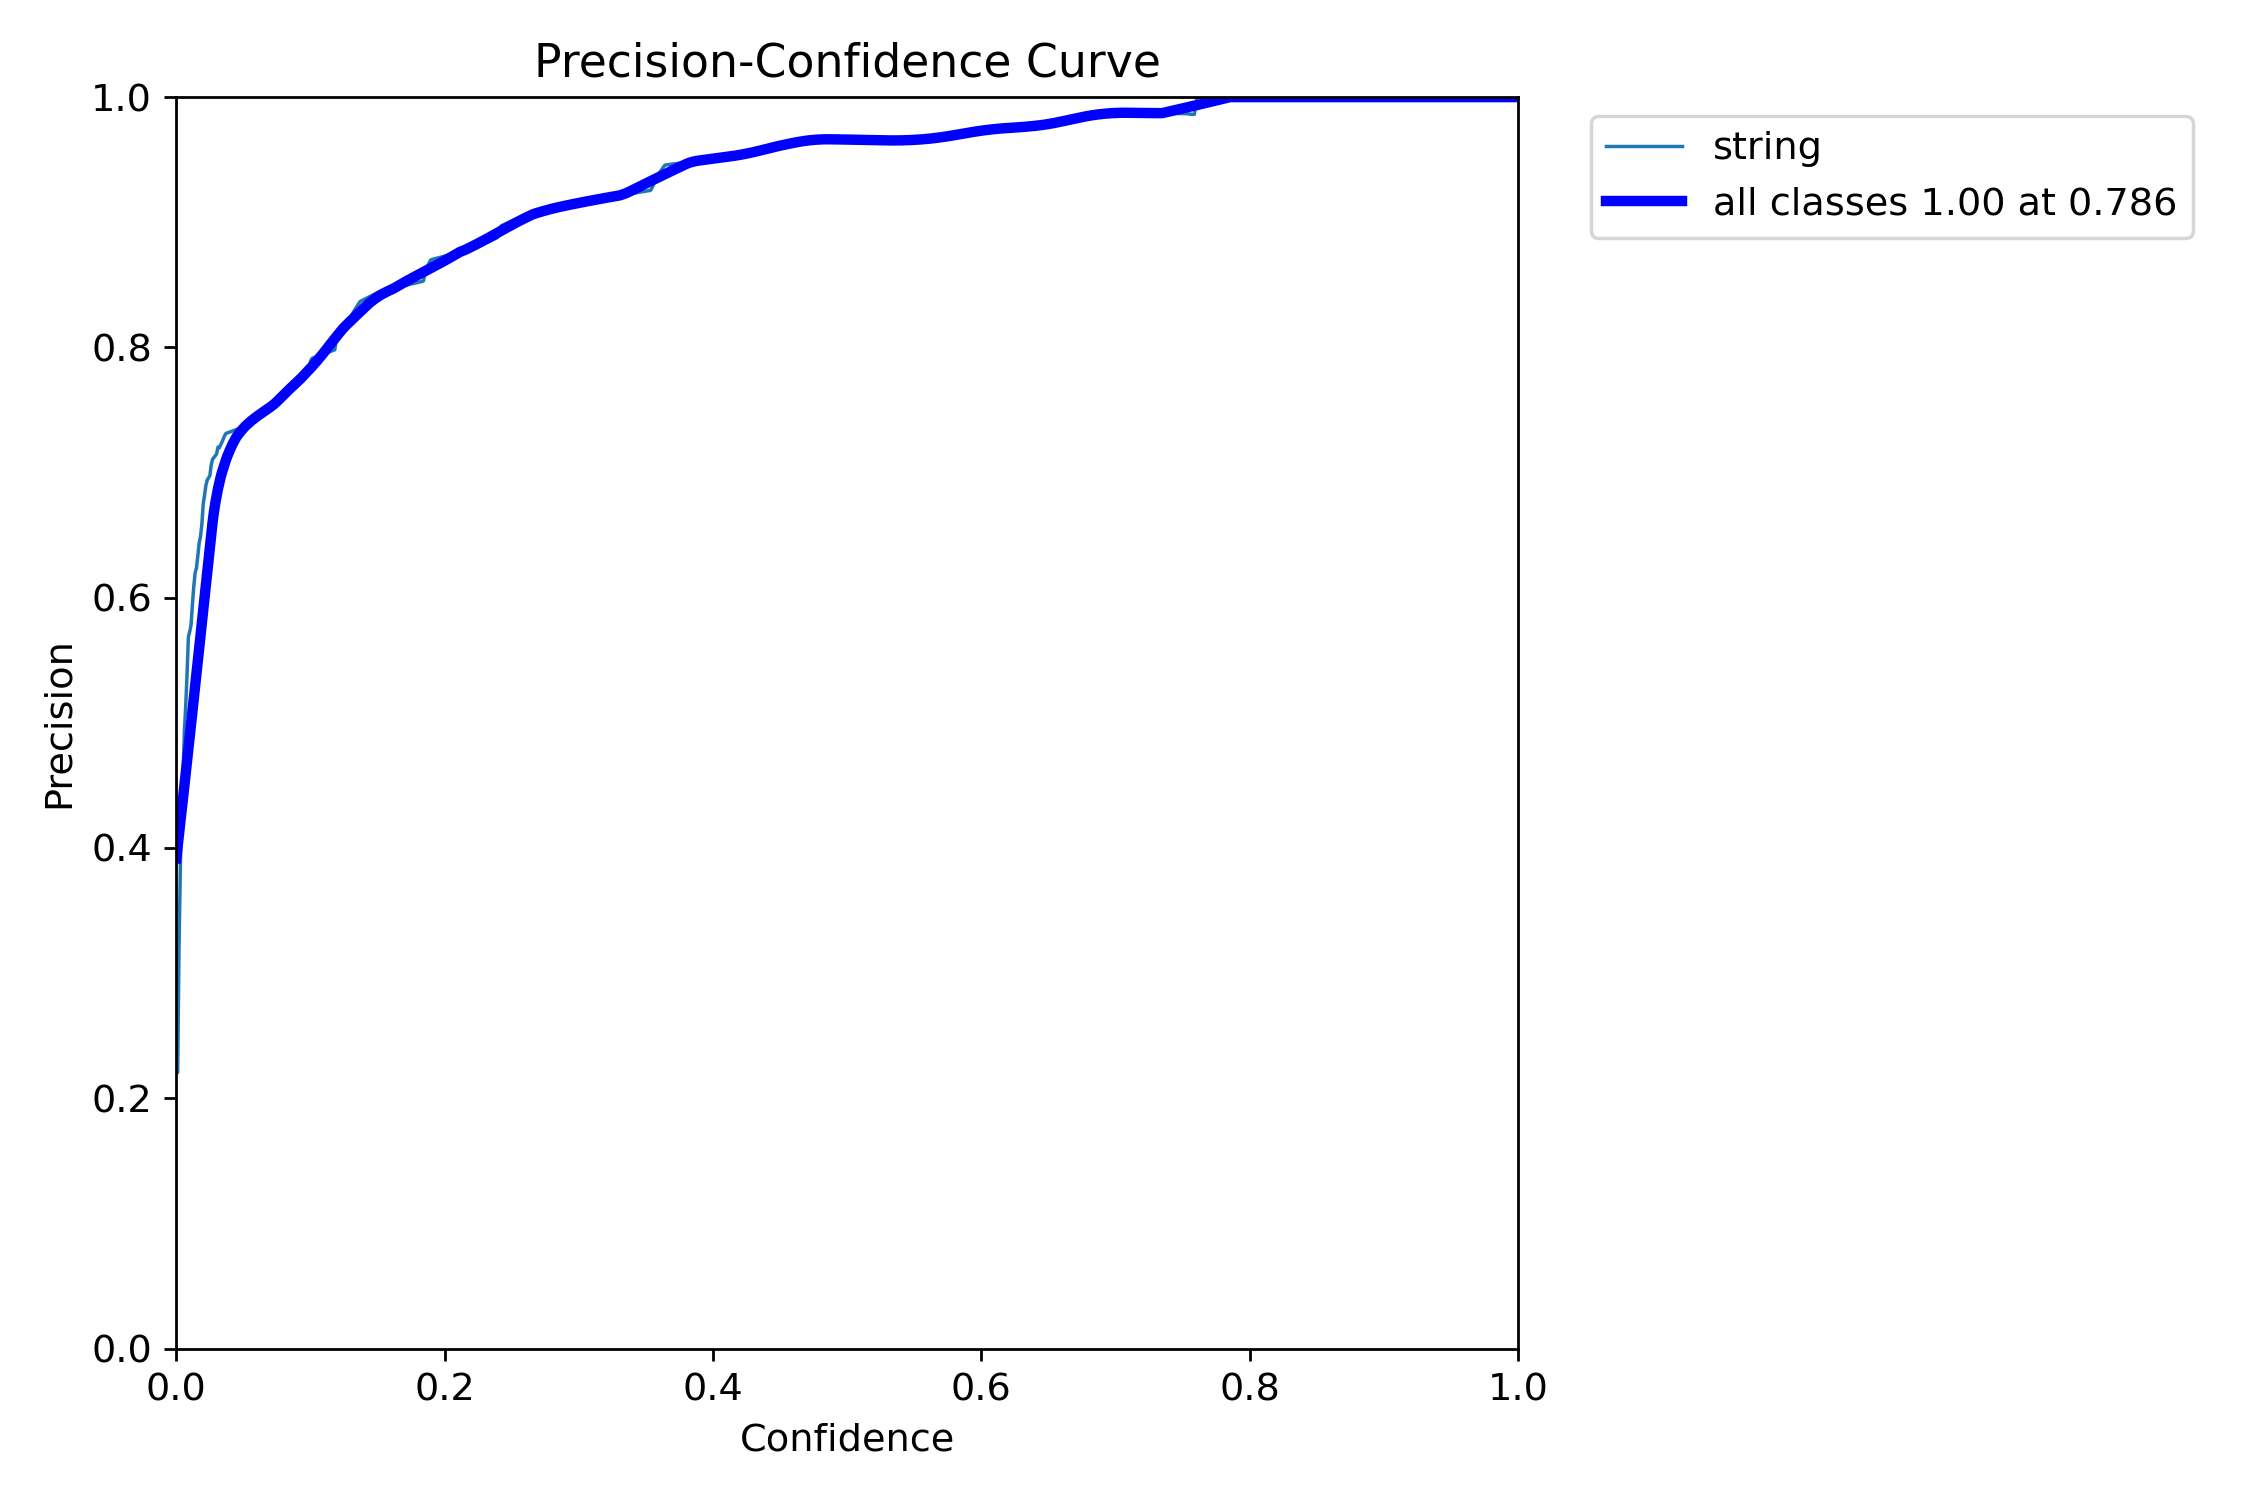 Precision-Confidence Curve
1.0
0.8
0.6
0.4
0.2
0.0
Precision
0.0 0.2 0.4 0.6 0.8 1.0
Confidence
string
all classes 1.00 at 0.786